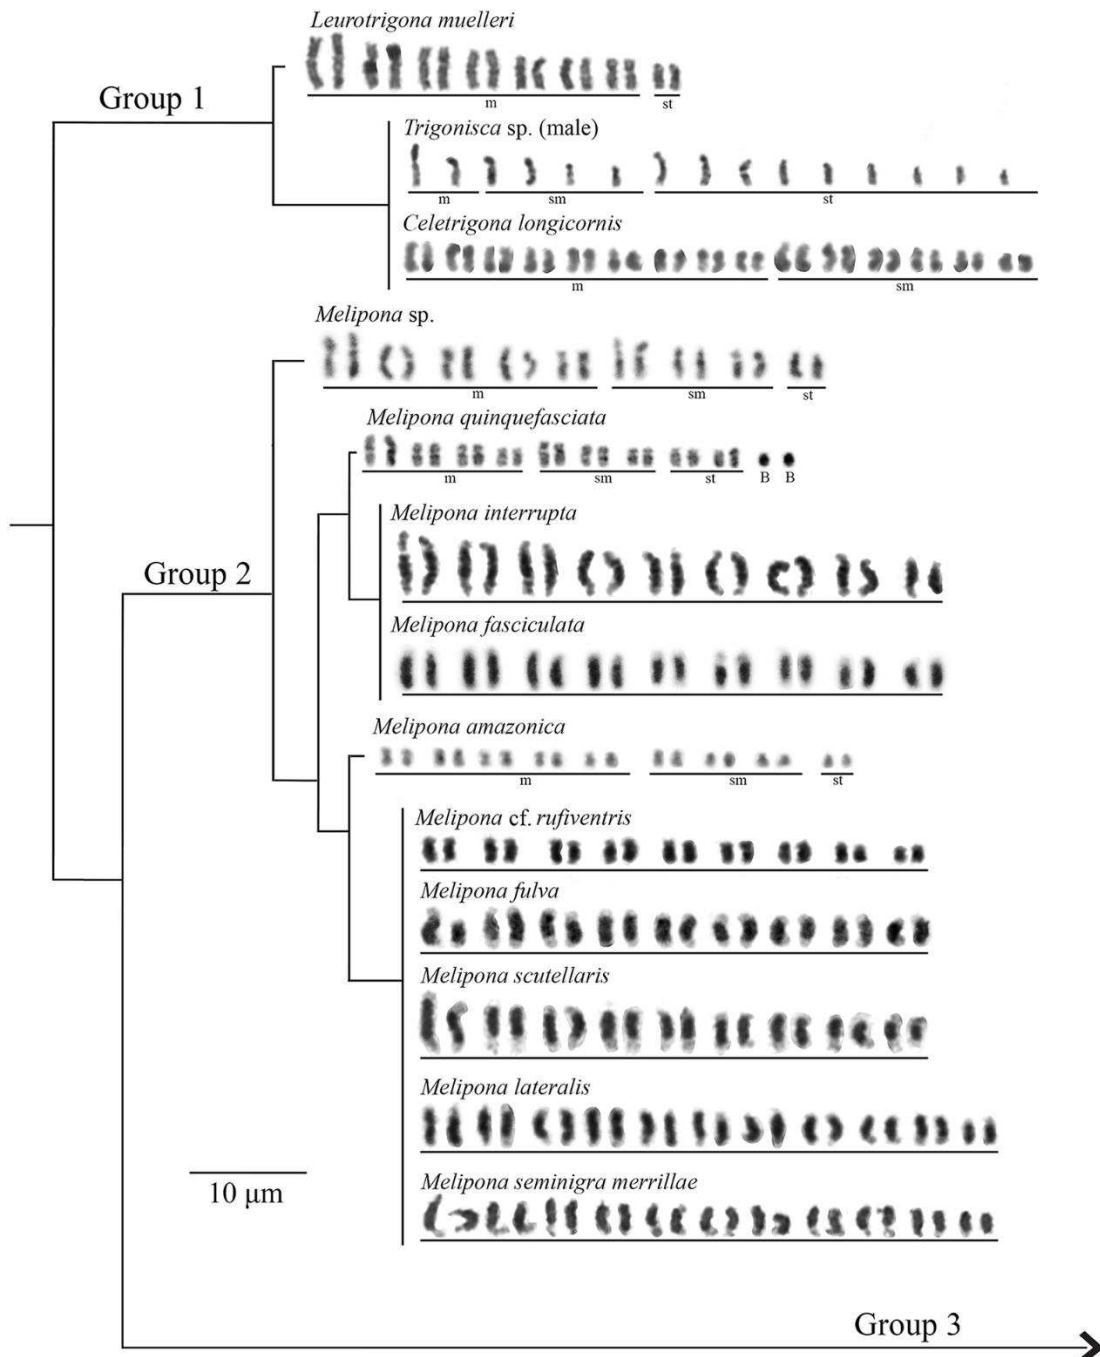 Leurotrigona muelleri
m st
Group 1
Trigonisca sp. (male)
m sm st
Celetrigona longicornis
m sm
Melipona sp.
m sm st
Melipona quinquefasciata
m sm st B B
Melipona interrupta
Group 2
Melipona fasciculata
Melipona amazonica
m sm st
Melipona cf. rufiventris
Melipona fulva
Melipona scutellaris
Melipona lateralis
Melipona seminigra merrillae
10 μm
Group 3